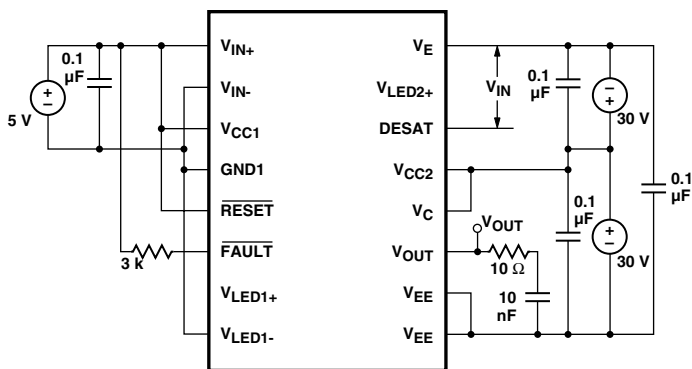 0.1
µF
5 V
3 k
VIN+
VIN-
VCC1
GND1
RESET
FAULT
VLED1+
VLED1-
VE
VLED2+
DESAT
VCC2
VC
VOUT
VEE
VEE
VIN
VOUT
10 Ω
10
nF
0.1
µF
30 V
0.1
µF
30 V
0.1
µF